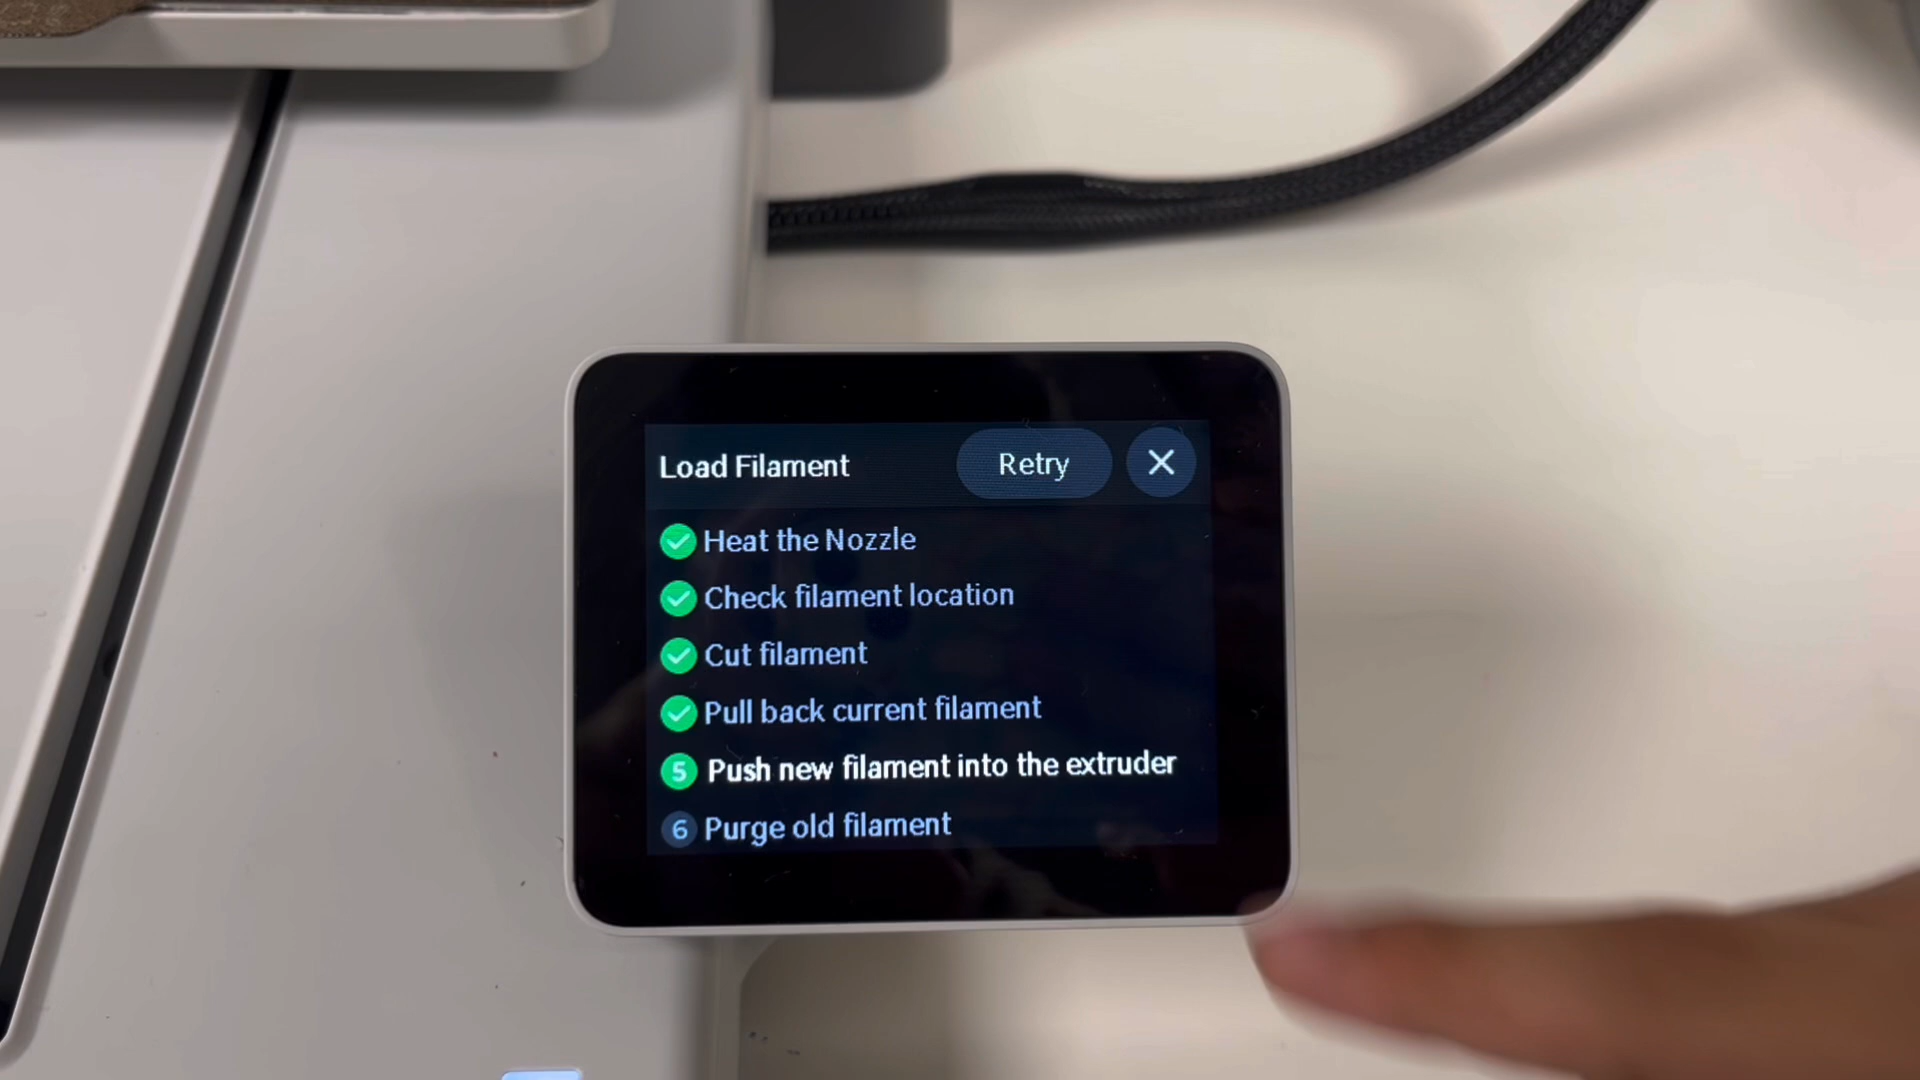 Load Filament Retry
Heat the Nozzle
Check filament location
Cut filament
Pull back current filament
5 Push new filament into the extruder
6 Purge old filament